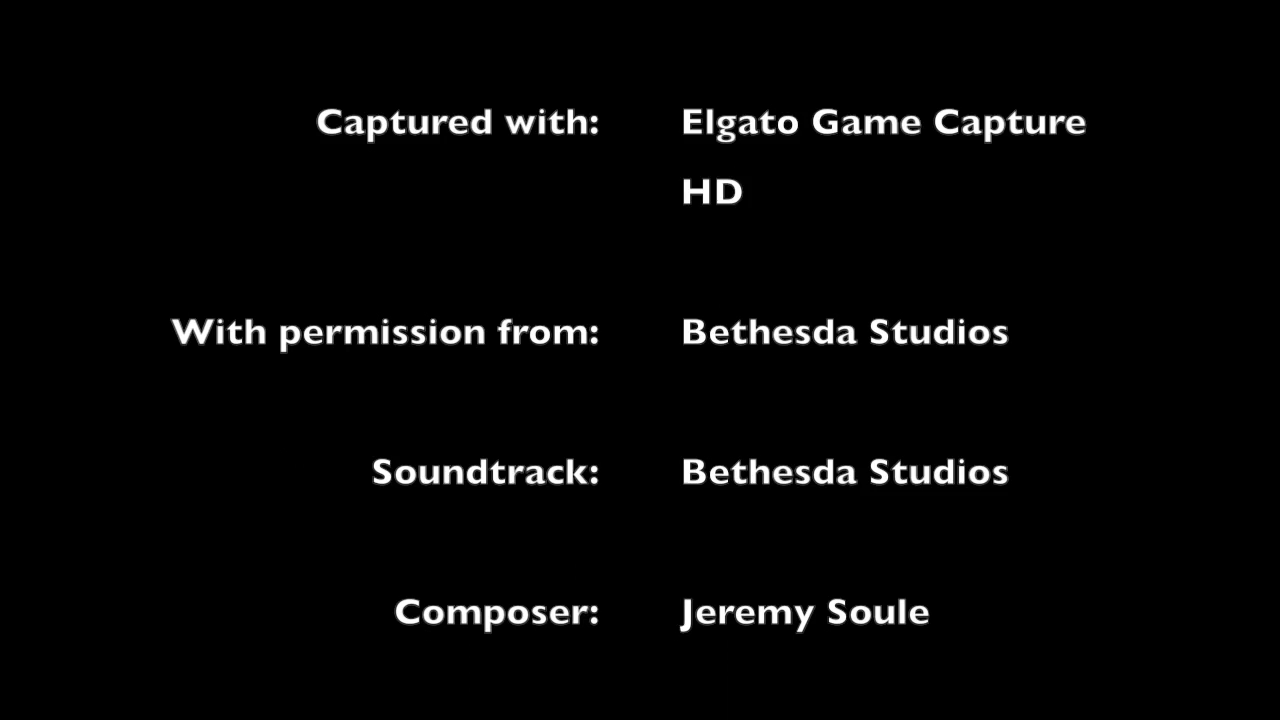 Captured with: Elgato Game Capture
HD
With permission from: Bethesda Studios
Soundtrack: Bethesda Studios
Composer: Jeremy Soule